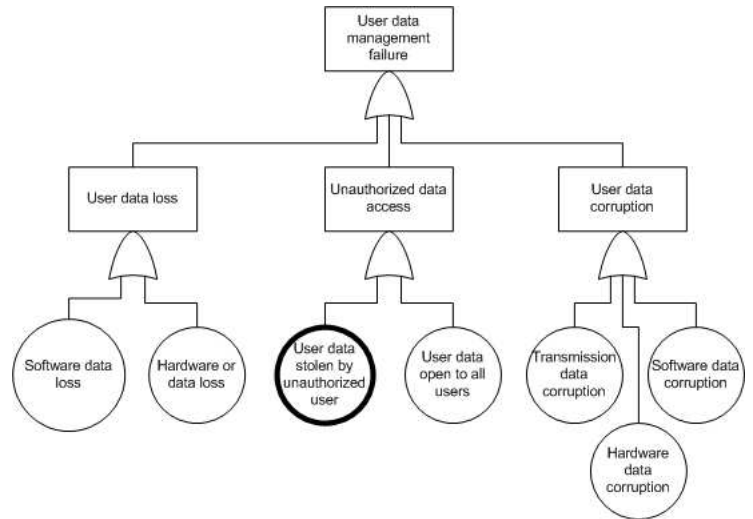 User data
management
failure
User data loss
Unauthorized data
access
User data
corruption
Software data
loss
Hardware or
data loss
User data
stolen by
unauthorized
user
User data
open to all
users
Transmission
data
corruption
Software data
corruption
Hardware
data
corruption